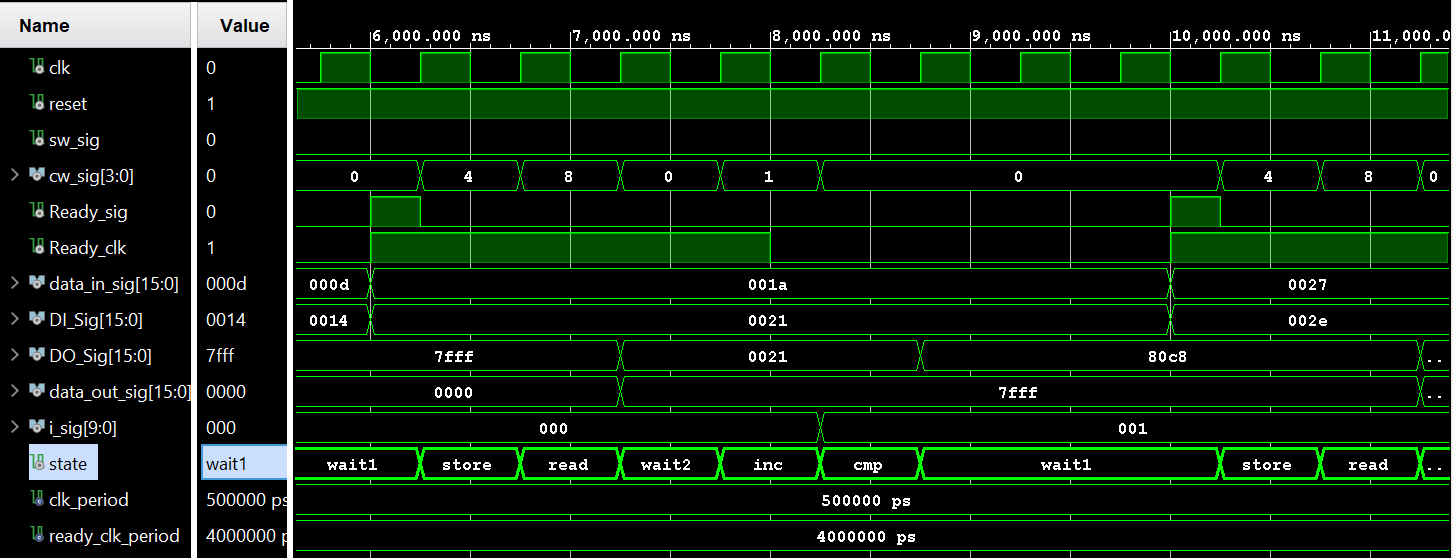 Name Value
6,000.000 ns 7,000.000 ns 8,000.000 ns 9,000.000 ns 10,000.000 ns 11,000.0
clk 0
reset 1
sw_sig 0
cw_sig[3:0] 0 0 4 8 0 1 0 4 8 0
Ready_sig 0
Ready_clk 1
data_in_sig[15:0] 000d 000d 001a 0027
DI_Sig[15:0] 0014 0014 0021 002e
DO_Sig[15:0] 7fff 7fff 0021 80c8 ..
data_out_sig[15:0] 0000 0000 7fff ..
i_sig[9:0] 000 000 001
state wait1 wait1 store read wait2 inc cmp wait1 store read ..
clk_period 500000 ps 500000 ps
ready_clk_period 4000000 p 4000000 ps